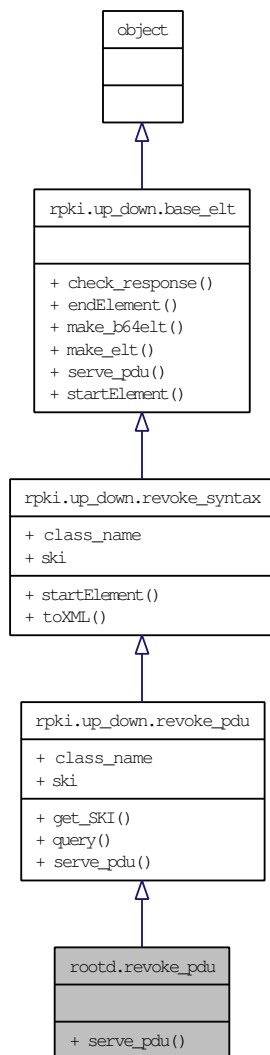 object
rpki.up_down.base_elt
+ check_response()
+ endElement()
+ make_b64elt()
+ make_elt()
+ serve_pdu()
+ startElement()
rpki.up_down.revoke_syntax
+ class_name
+ ski
+ startElement()
+ toXML()
rpki.up_down.revoke_pdu
+ class_name
+ ski
+ get_SKI()
+ query()
+ serve_pdu()
rootd.revoke_pdu
+ serve_pdu()